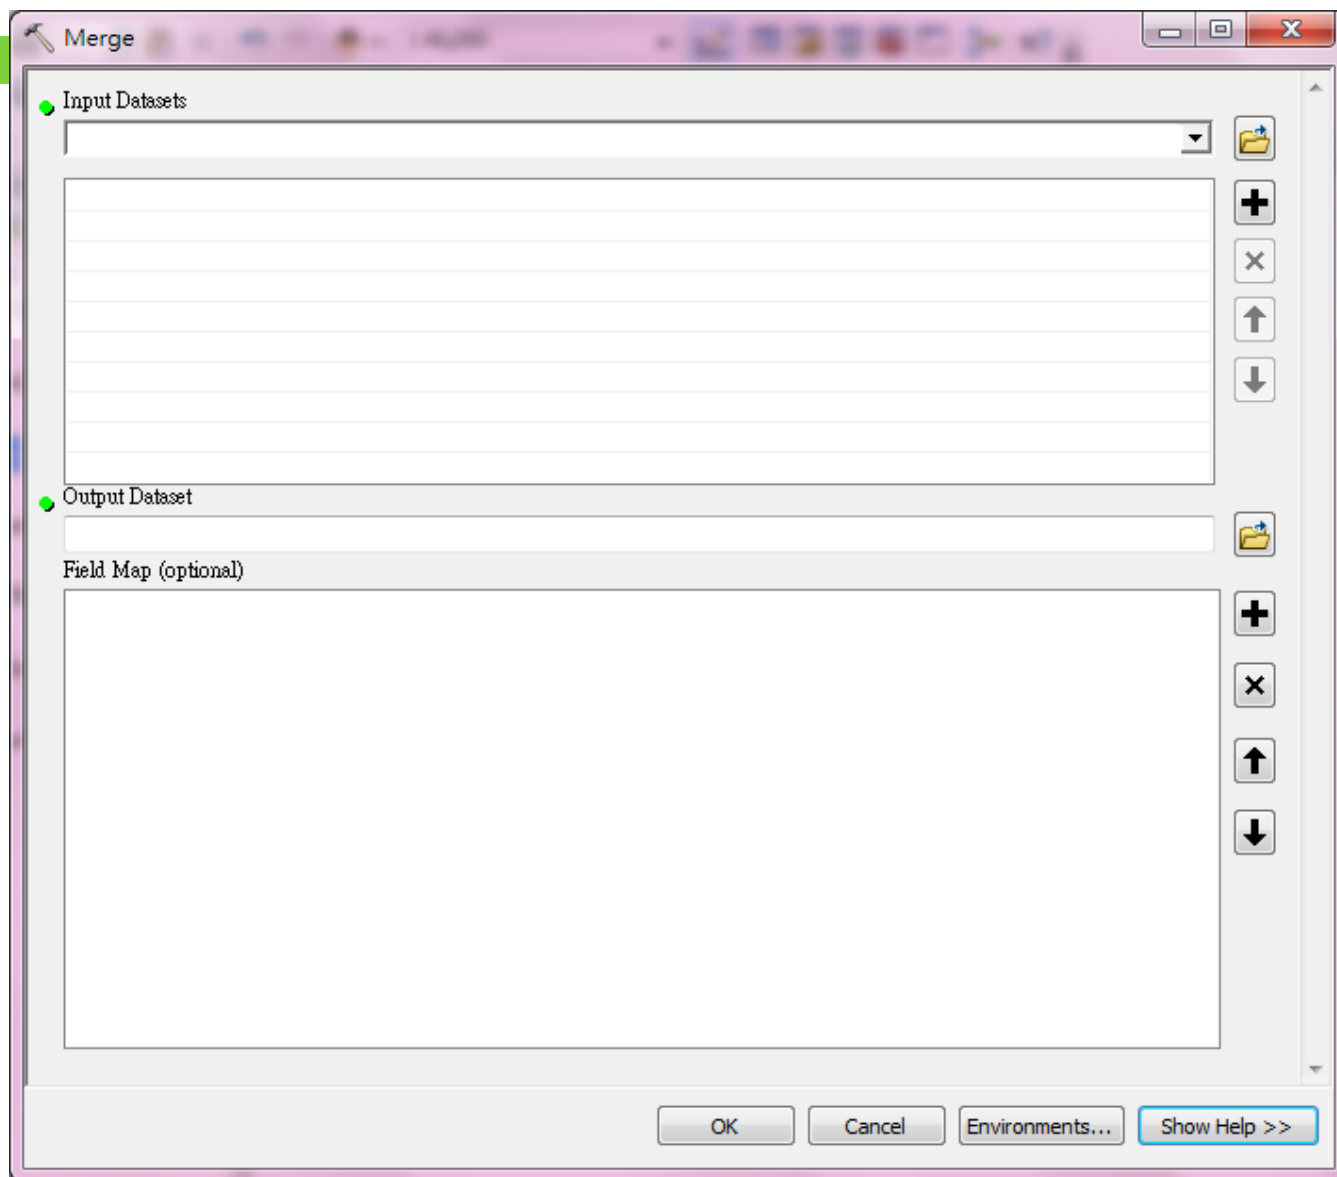 Merge
Input Datasets
Output Dataset
Field Map (optional)
OK Cancel Environments... Show Help >>